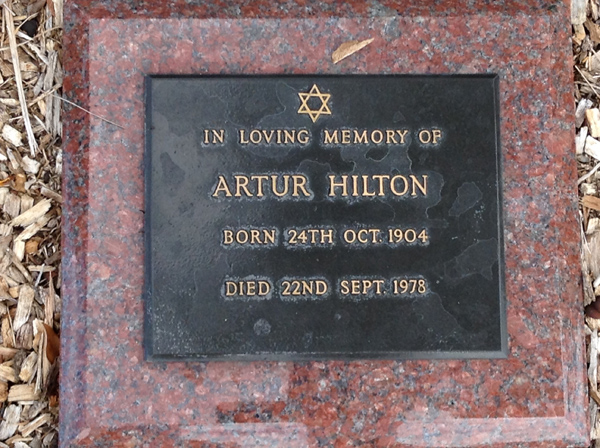 IN LOVING MEMORY OF
ARTUR HILTON
BORN 24TH OCT. 1904
DIED 22ND SEPT. 1978